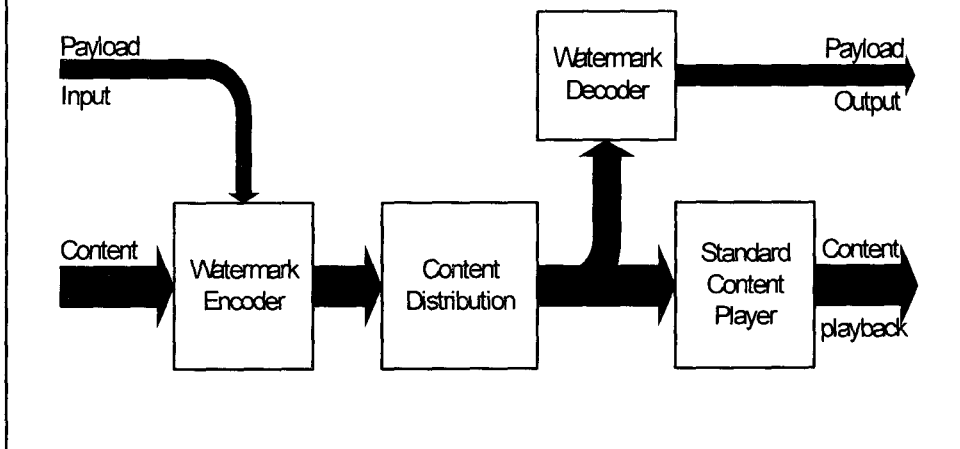 Payload
Input
Watermark
Decoder
Payload
Output
Content
Watermark
Encoder
Content
Distribution
Standard
Content
Player
Content
playback